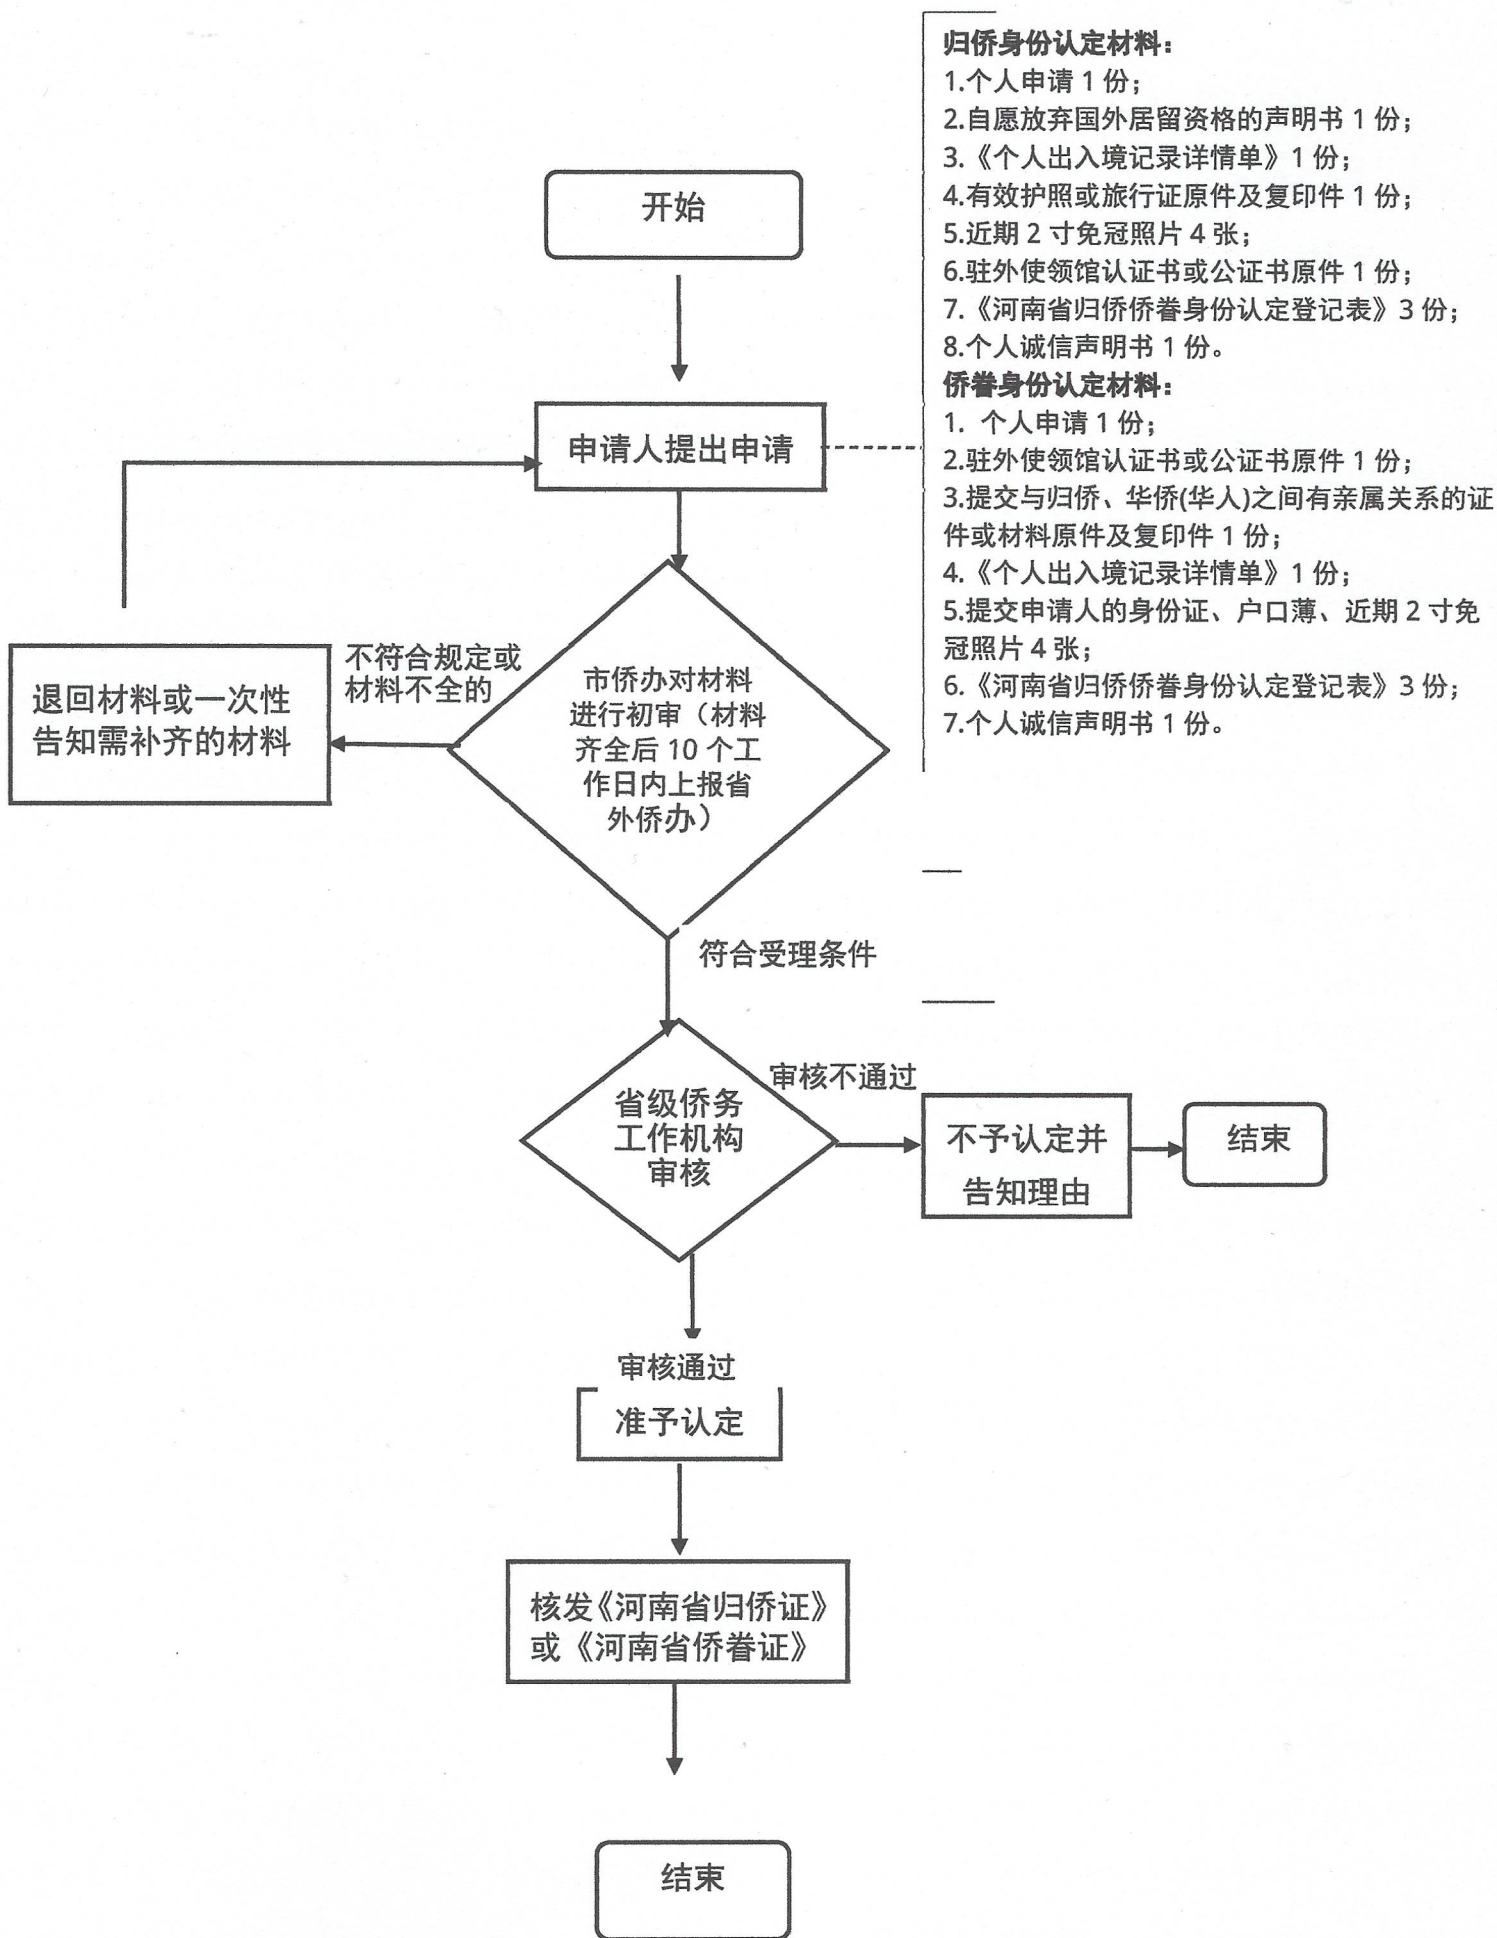 归侨身份认定材料：
1.个人申请 1 份；
2.自愿放弃国外居留资格的声明书 1 份；
3.《个人出入境记录详情单》1 份；
4.有效护照或旅行证原件及复印件 1 份；
5.近期 2 寸免冠照片 4 张；
6.驻外使领馆认证书或公证书原件 1 份；
7.《河南省归侨侨眷身份认定登记表》3 份；
8.个人诚信声明书 1 份。
侨眷身份认定材料：
1. 个人申请 1 份；
2.驻外使领馆认证书或公证书原件 1 份；
3.提交与归侨、华侨(华人)之间有亲属关系的证
件或材料原件及复印件 1 份；
4.《个人出入境记录详情单》1 份；
5.提交申请人的身份证、户口薄、近期 2 寸免
冠照片 4 张；
6.《河南省归侨侨眷身份认定登记表》3 份；
7.个人诚信声明书 1 份。
开始
申请人提出申请
不符合规定或
材料不全的
退回材料或一次性
告知需补齐的材料
市侨办对材料
进行初审（材料
齐全后 10 个工
作日内上报省
外侨办）
符合受理条件
省级侨务
工作机构
审核
审核不通过
不予认定并
告知理由
结束
审核通过
准予认定
核发《河南省归侨证》
或《河南省侨眷证》
结束